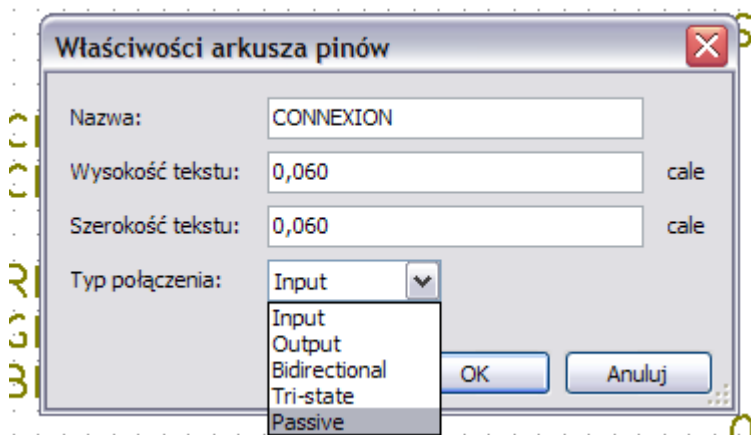 Właściwości arkusza pinów
Nazwa: CONNEXION
Wysokość tekstu: 0,060 cale
Szerokość tekstu: 0,060 cale
Typ połączenia: Input
Input
Output
Bidirectional
Tri-state
Passive
OK Anuluj